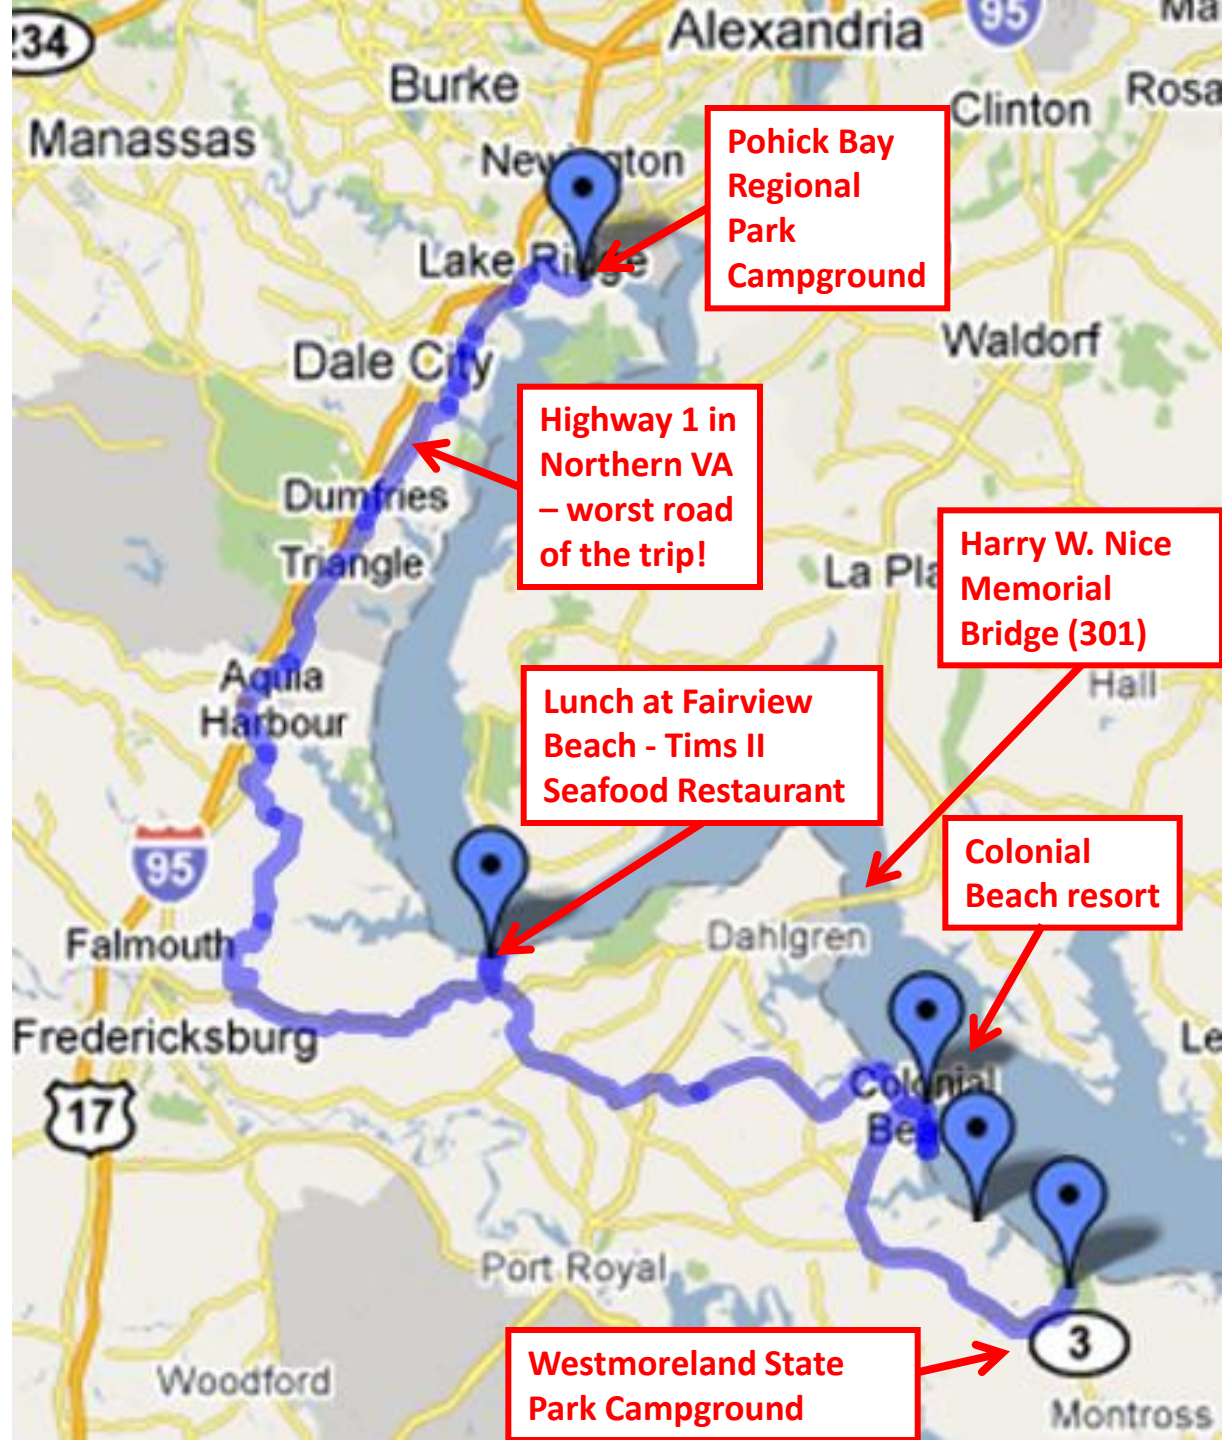 234
Alexandria
95
Burke
Clinton
Manassas
Pohick Bay
Regional
Park
Campground
Lake Ridge
Waldorf
Dale City
Highway 1 in
Northern VA
– worst road
of the trip!
Dumfries
Triangle
La Pla
Harry W. Nice
Memorial
Bridge (301)
Aquia
Harbour
Hall
Lunch at Fairview
Beach - Tims II
Seafood Restaurant
95
Colonial
Beach resort
Falmouth
Dahlgren
Fredericksburg
17
Colonial
Port Royal
3
Woodford
Westmoreland State
Park Campground
Montross